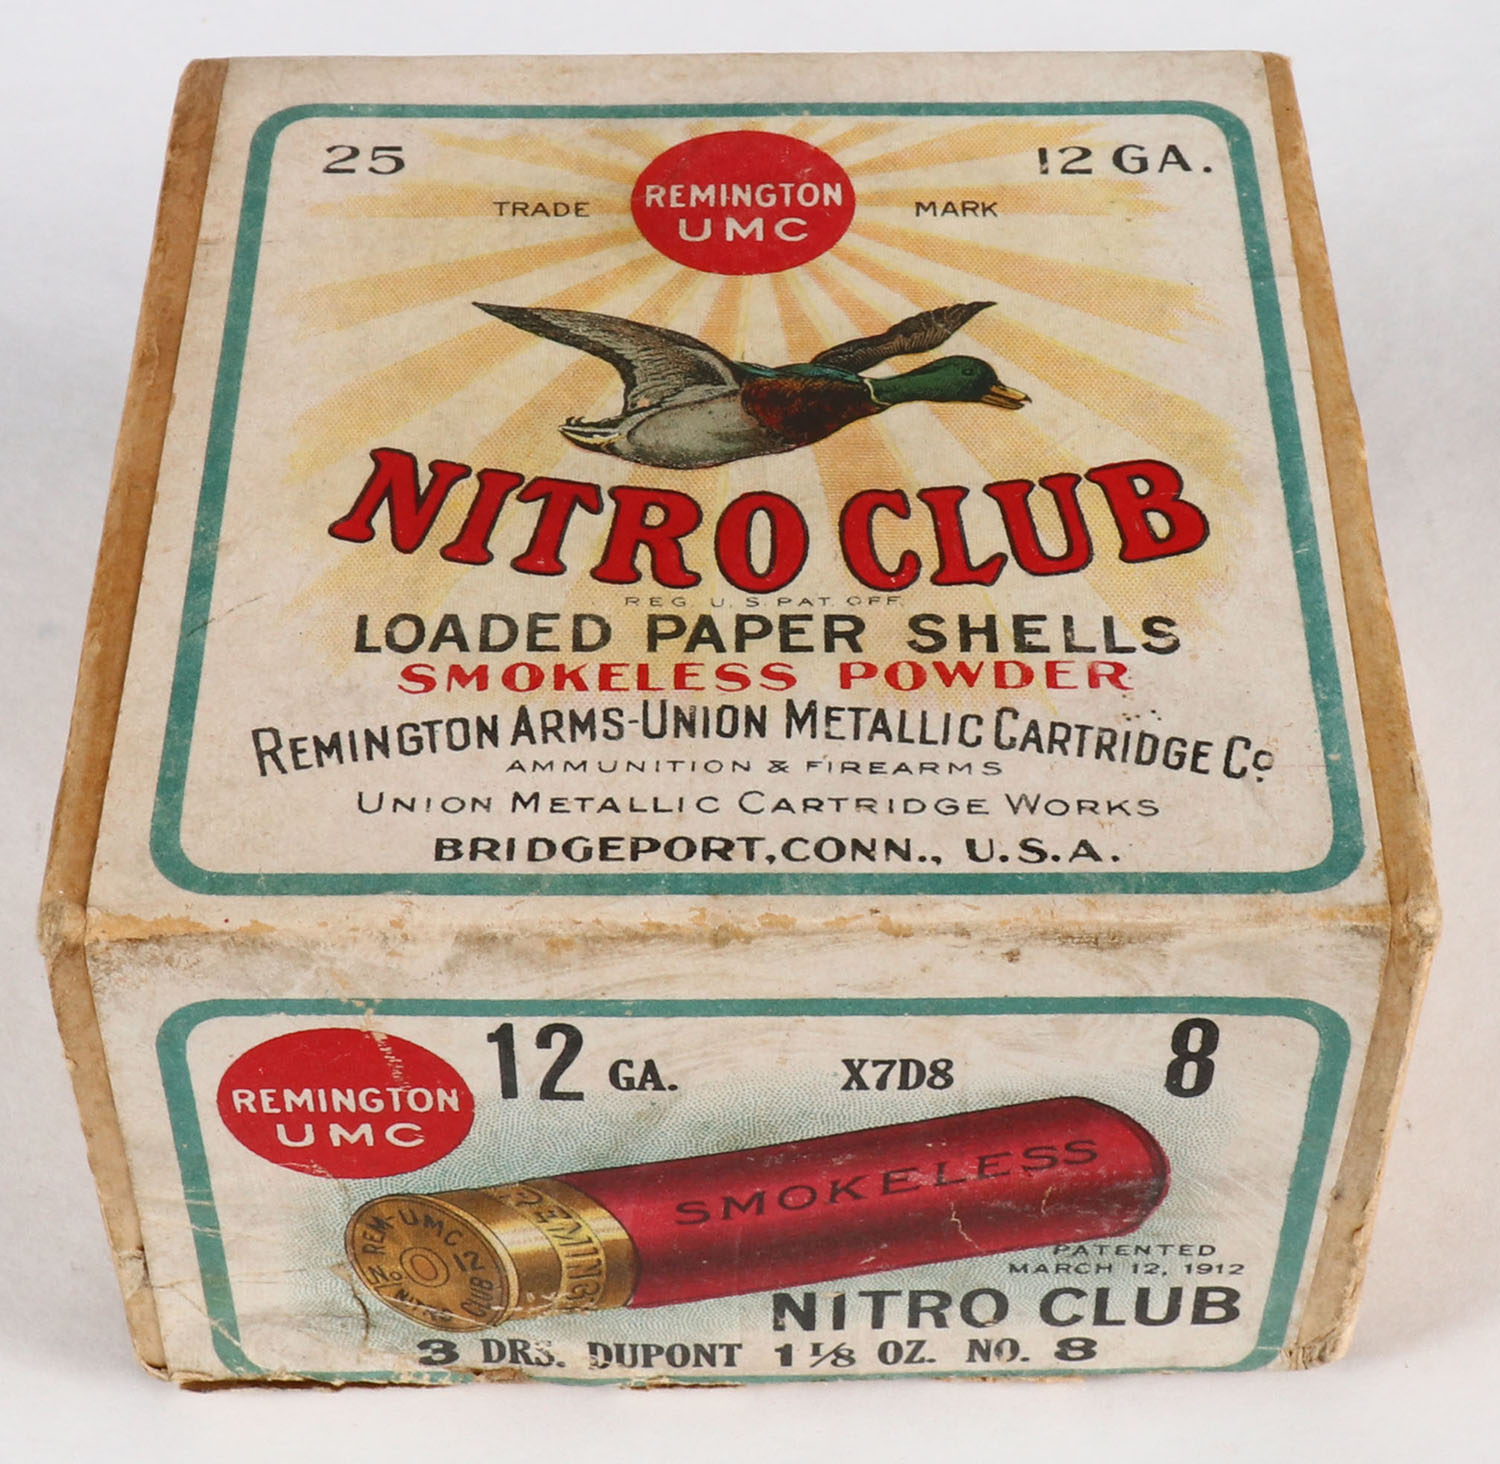 25
12 GA.
TRADE
REMINGTON
UMC
MARK
NITRO CLUB
REG. U.S. PAT. OFF.
LOADED PAPER SHELLS
SMOKELESS POWDER
REMINGTON ARMS-UNION METALLIC CARTRIDGE CO
AMMUNITION & FIREARMS
UNION METALLIC CARTRIDGE WORKS
BRIDGEPORT, CONN., U.S.A.
REMINGTON
UMC
12 GA.
X7D8
8
SMOKELESS
REM-UMC
No 12
NITRO CLUB
PATENTED
MARCH 12, 1912
NITRO CLUB
3 DRS. DUPONT 1 1/8 OZ. NO. 8